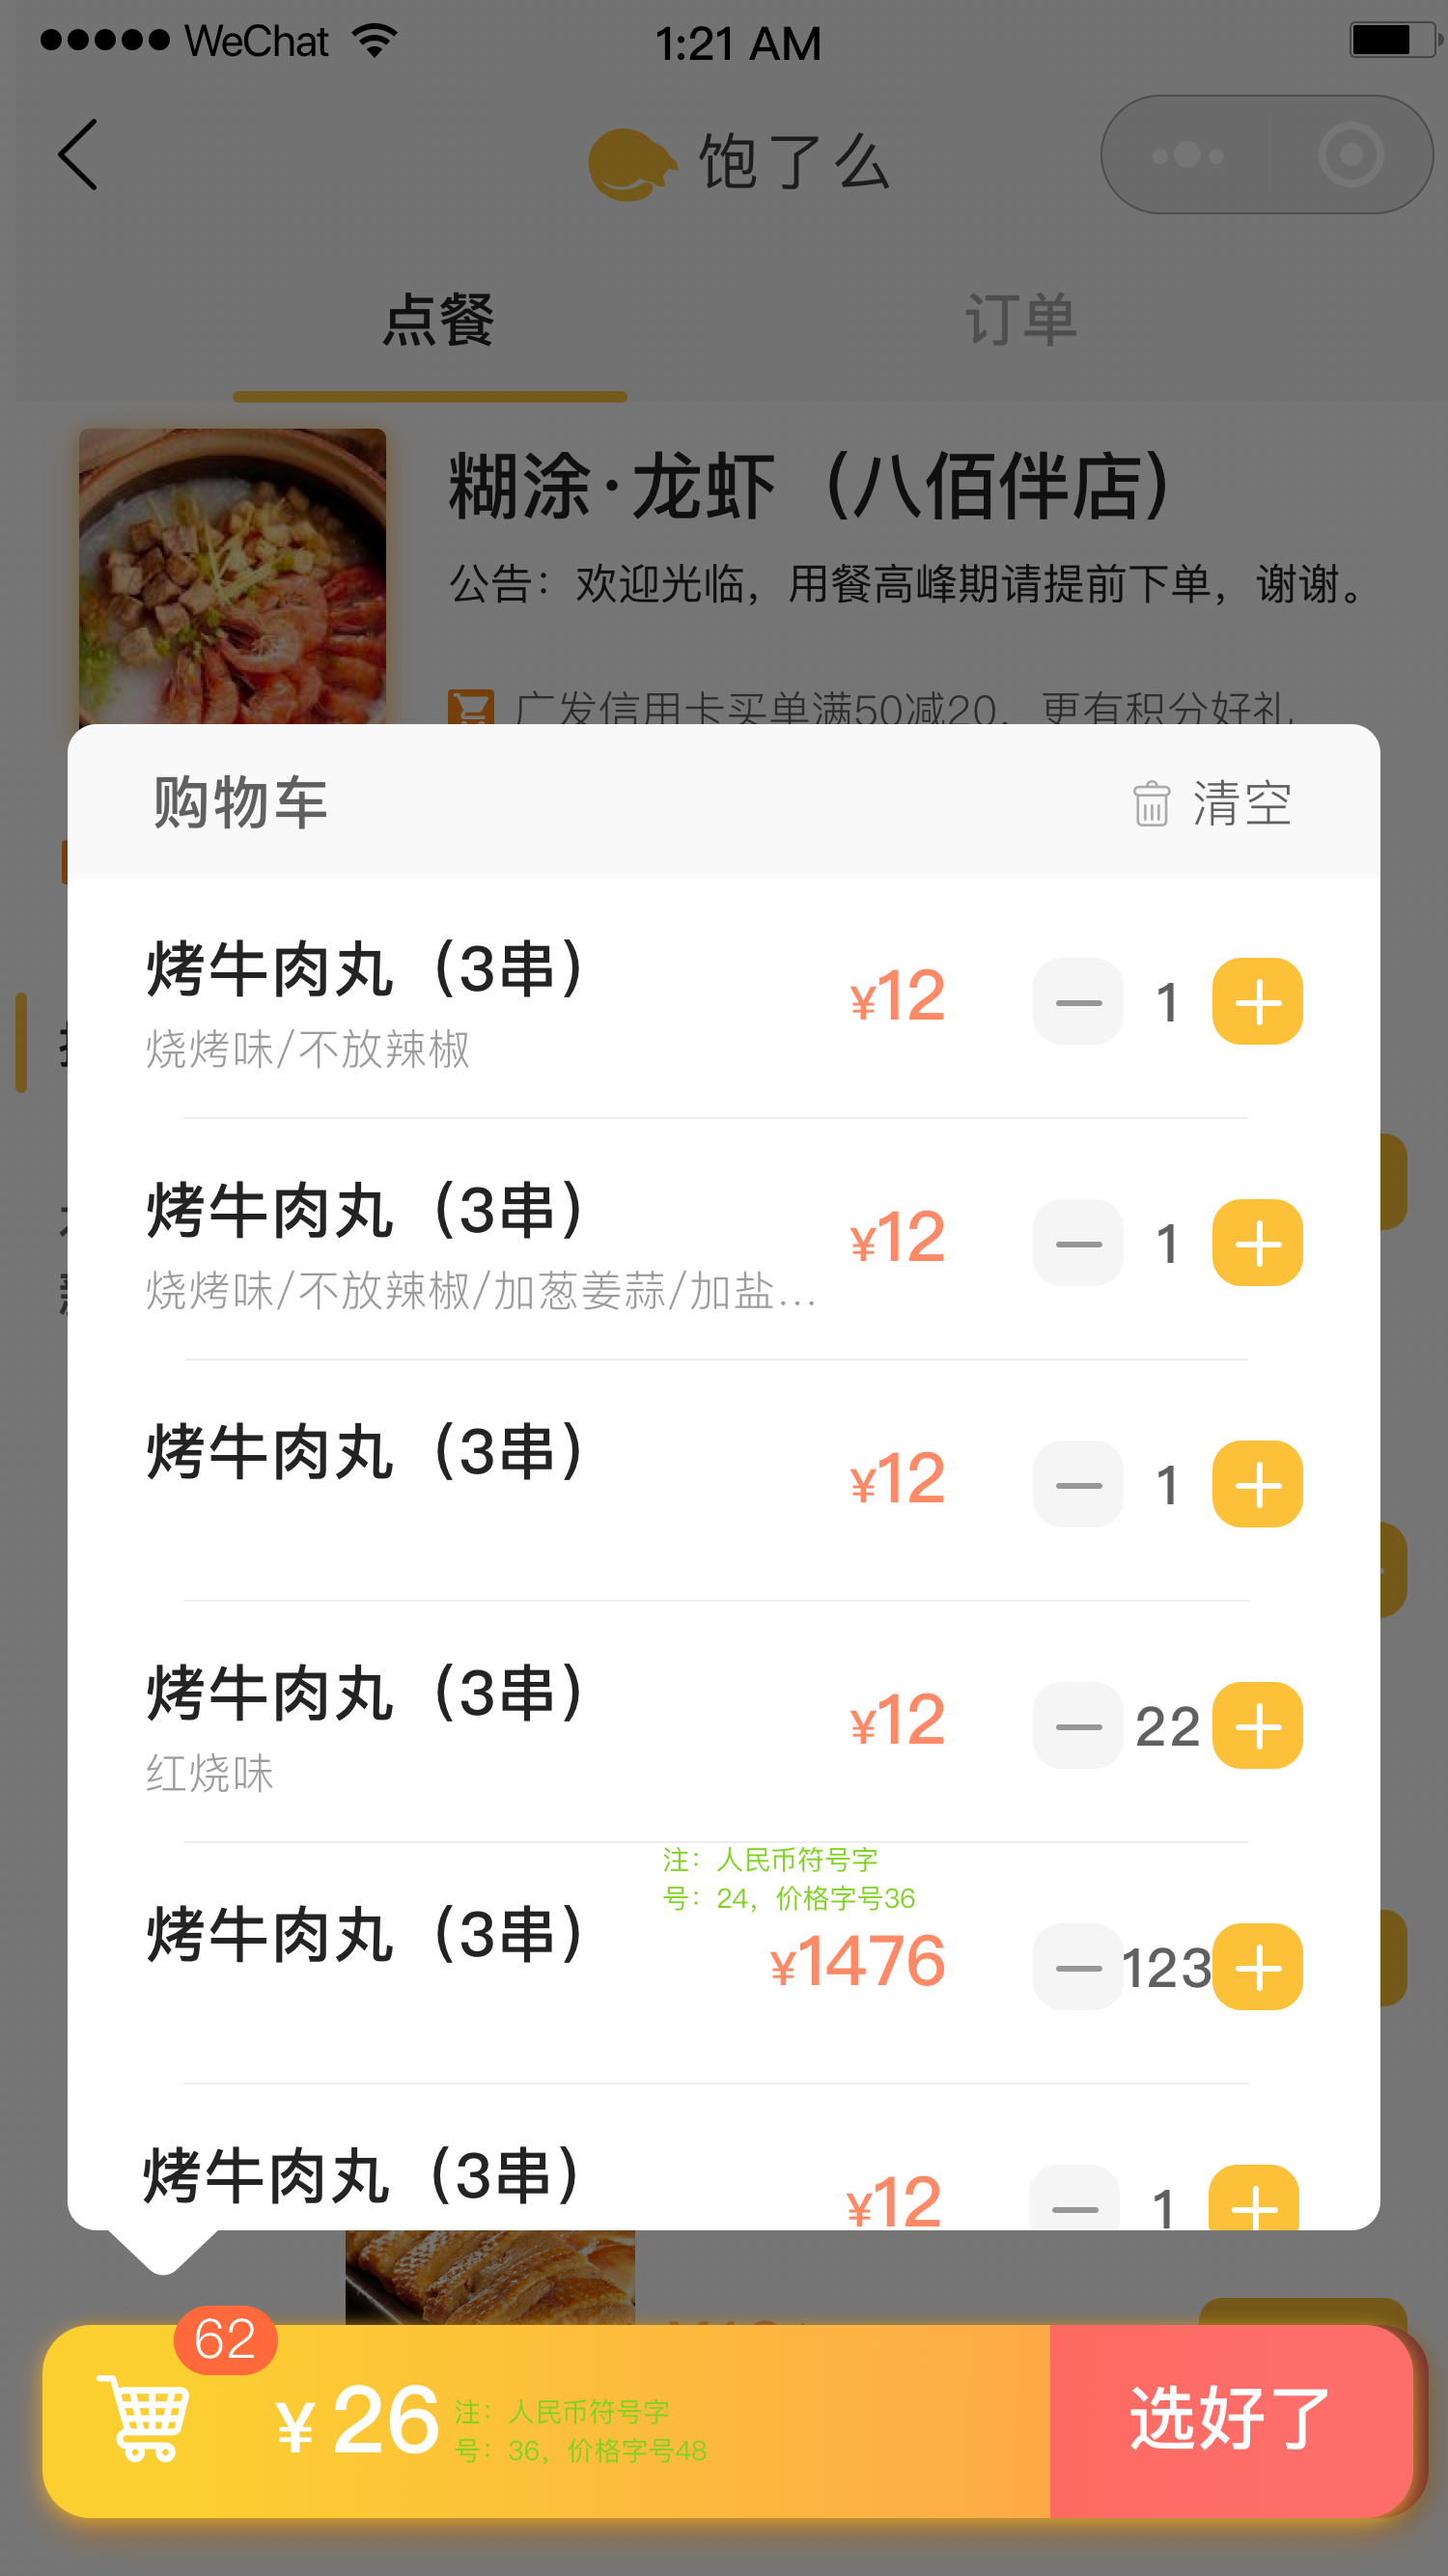 WeChat
1:21 AM
饱了么
点餐
订单
糊涂·龙虾（八佰伴店）
公告：欢迎光临，用餐高峰期请提前下单，谢谢。
广发信用卡买单满50减20，更有积分好礼
购物车
清空
烤牛肉丸（3串）
¥12
1
烧烤味/不放辣椒
烤牛肉丸（3串）
¥12
1
烧烤味/不放辣椒/加葱姜蒜/加盐...
烤牛肉丸（3串）
¥12
1
烤牛肉丸（3串）
¥12
22
红烧味
注：人民币符号字
号：24，价格字号36
烤牛肉丸（3串）
¥1476
123
烤牛肉丸（3串）
¥12
1
62
¥ 26
注：人民币符号字
号：36，价格字号48
选好了